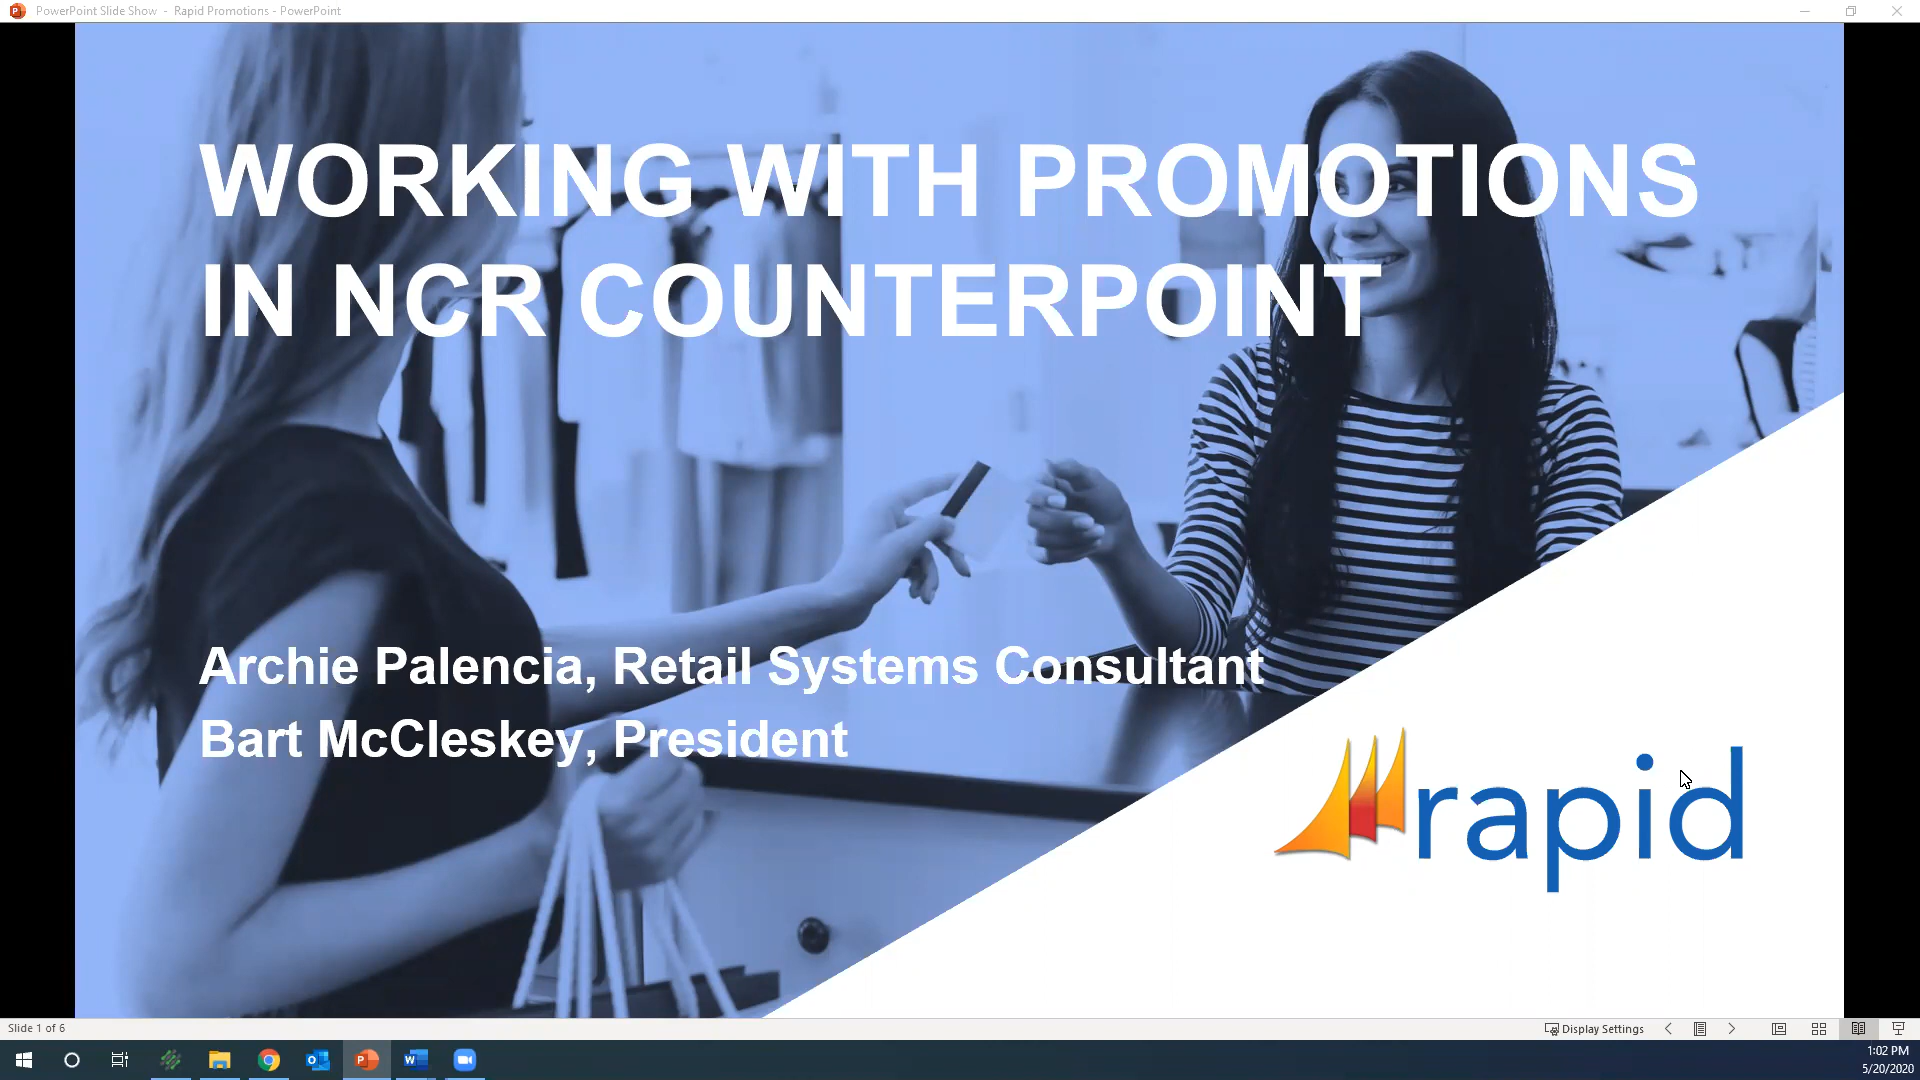 PowerPoint Slide Show - Rapid Promotions - PowerPoint
WORKING WITH PROMOTIONS
IN NCR COUNTERPOINT
Archie Palencia, Retail Systems Consultant
Bart McCleskey, President
rapid
Slide 1 of 6
Display Settings
1:02 PM
5/20/2020